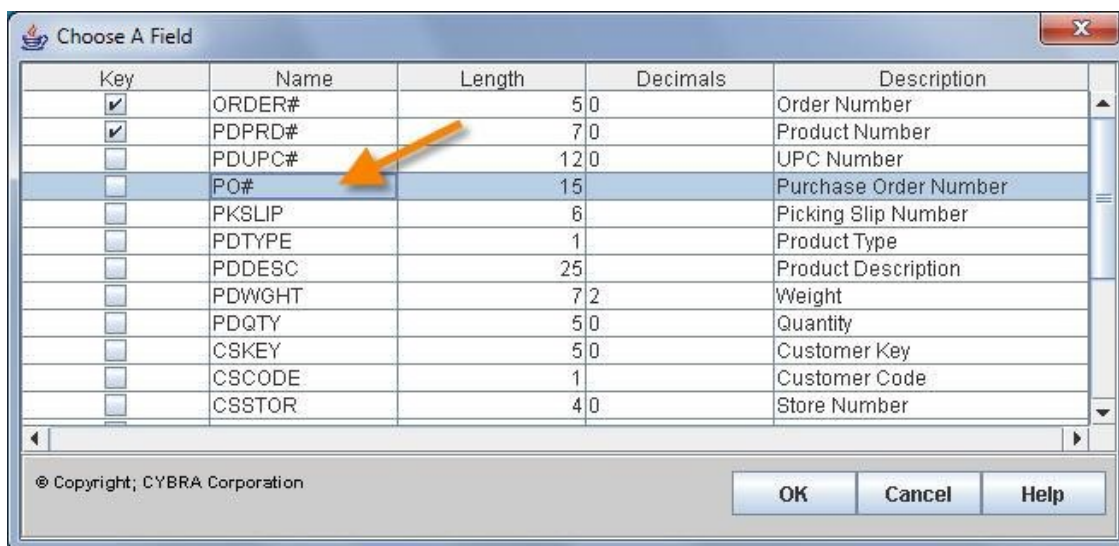 Choose A Field
Key Name Length Decimals Description
ORDER# 5 0 Order Number
PDPRD# 7 0 Product Number
PDUPC# 12 0 UPC Number
PO# 15 Purchase Order Number
PKSLIP 6 Picking Slip Number
PDTYPE 1 Product Type
PDDESC 25 Product Description
PDWGHT 7 2 Weight
PDQTY 5 0 Quantity
CSKEY 5 0 Customer Key
CSCODE 1 Customer Code
CSSTOR 4 0 Store Number
© Copyright; CYBRA Corporation
OK Cancel Help